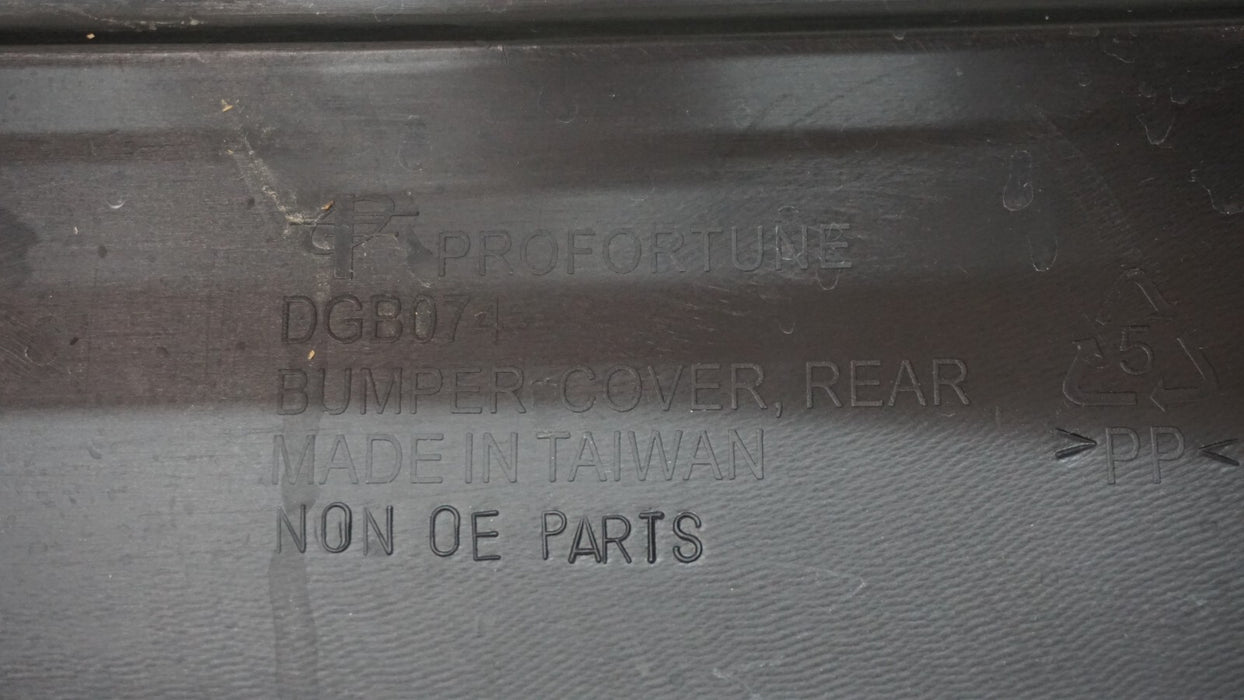 PROFORTUNE
DGB074
BUMPER COVER, REAR
MADE IN TAIWAN
NON OE PARTS
5
>PP<